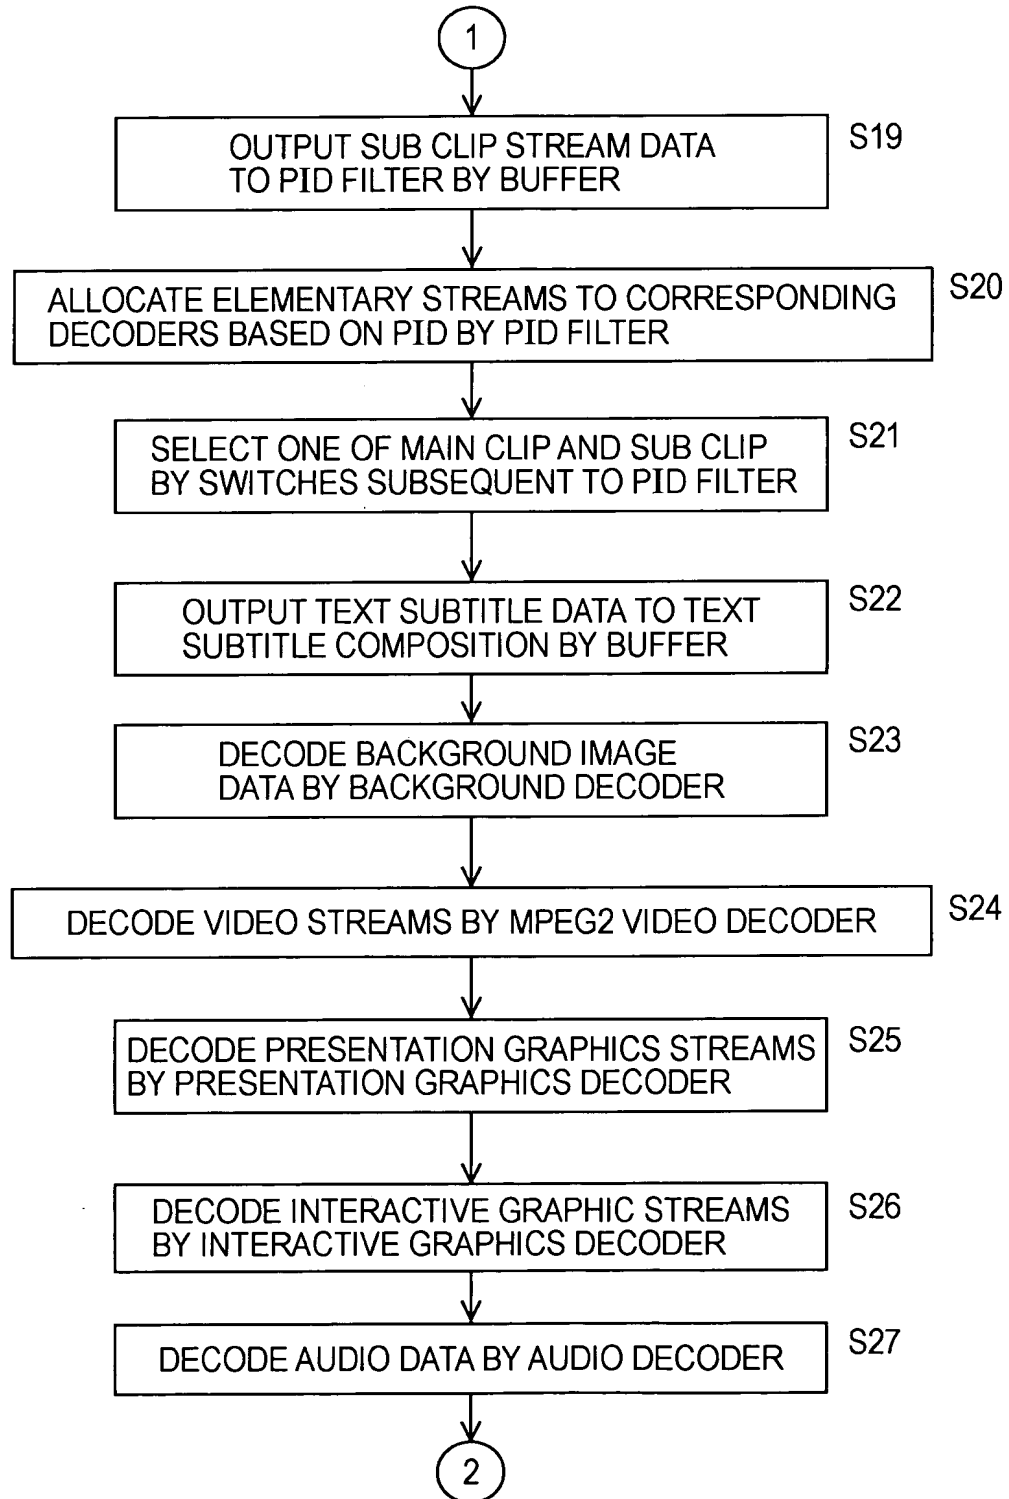 1
OUTPUT SUB CLIP STREAM DATA
TO PID FILTER BY BUFFER
S19
ALLOCATE ELEMENTARY STREAMS TO CORRESPONDING
DECODERS BASED ON PID BY PID FILTER
S20
SELECT ONE OF MAIN CLIP AND SUB CLIP
BY SWITCHES SUBSEQUENT TO PID FILTER
S21
OUTPUT TEXT SUBTITLE DATA TO TEXT
SUBTITLE COMPOSITION BY BUFFER
S22
DECODE BACKGROUND IMAGE
DATA BY BACKGROUND DECODER
S23
DECODE VIDEO STREAMS BY MPEG2 VIDEO DECODER
S24
DECODE PRESENTATION GRAPHICS STREAMS
BY PRESENTATION GRAPHICS DECODER
S25
DECODE INTERACTIVE GRAPHIC STREAMS
BY INTERACTIVE GRAPHICS DECODER
S26
DECODE AUDIO DATA BY AUDIO DECODER
S27
2